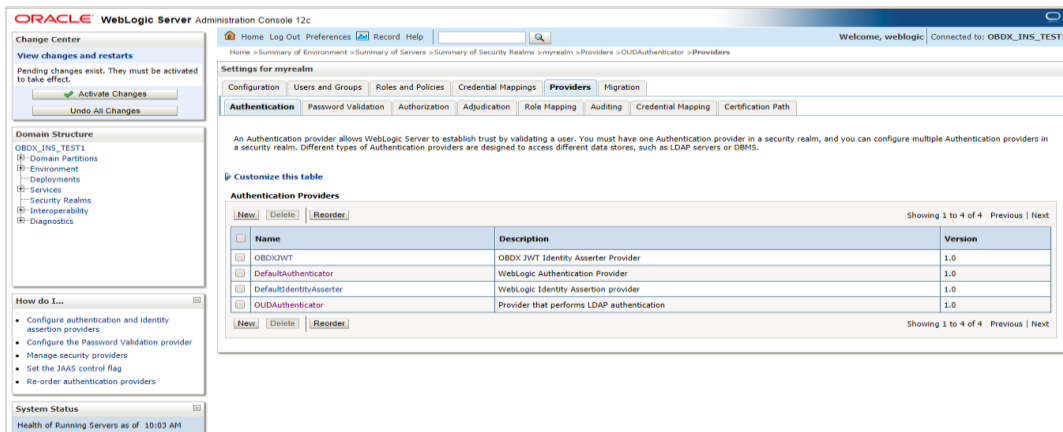 ORACLE WebLogic Server Administration Console 12c
Change Center
View changes and restarts
Pending changes exist. They must be activated
to take effect.
Activate Changes
Undo All Changes
Domain Structure
OBDX_INS_TEST1
Domain Partitions
Environment
Deployments
Services
Security Realms
Interoperability
Diagnostics
How do I...
Configure authentication and identity
assertion providers
Configure the Password Validation provider
Manage security providers
Set the JAAS control flag
Re-order authentication providers
System Status
Health of Running Servers as of 10:03 AM
Home Log Out Preferences Record Help
Welcome, weblogic Connected to: OBDX_INS_TEST1
Home >Summary of Environment >Summary of Servers >Summary of Security Realms >myrealm >Providers >OUDAuthenticator >Providers
Settings for myrealm
Configuration Users and Groups Roles and Policies Credential Mappings Providers Migration
Authentication Password Validation Authorization Adjudication Role Mapping Auditing Credential Mapping Certification Path
An Authentication provider allows WebLogic Server to establish trust by validating a user. You must have one Authentication provider in a security realm, and you can configure multiple Authentication providers in
a security realm. Different types of Authentication providers are designed to access different data stores, such as LDAP servers or DBMS.
Customize this table
Authentication Providers
New Delete Reorder Showing 1 to 4 of 4 Previous | Next
Name Description Version
OBDXJWT OBDX JWT Identity Asserter Provider 1.0
DefaultAuthenticator WebLogic Authentication Provider 1.0
DefaultIdentityAsserter WebLogic Identity Assertion provider 1.0
OUDAuthenticator Provider that performs LDAP authentication 1.0
New Delete Reorder Showing 1 to 4 of 4 Previous | Next